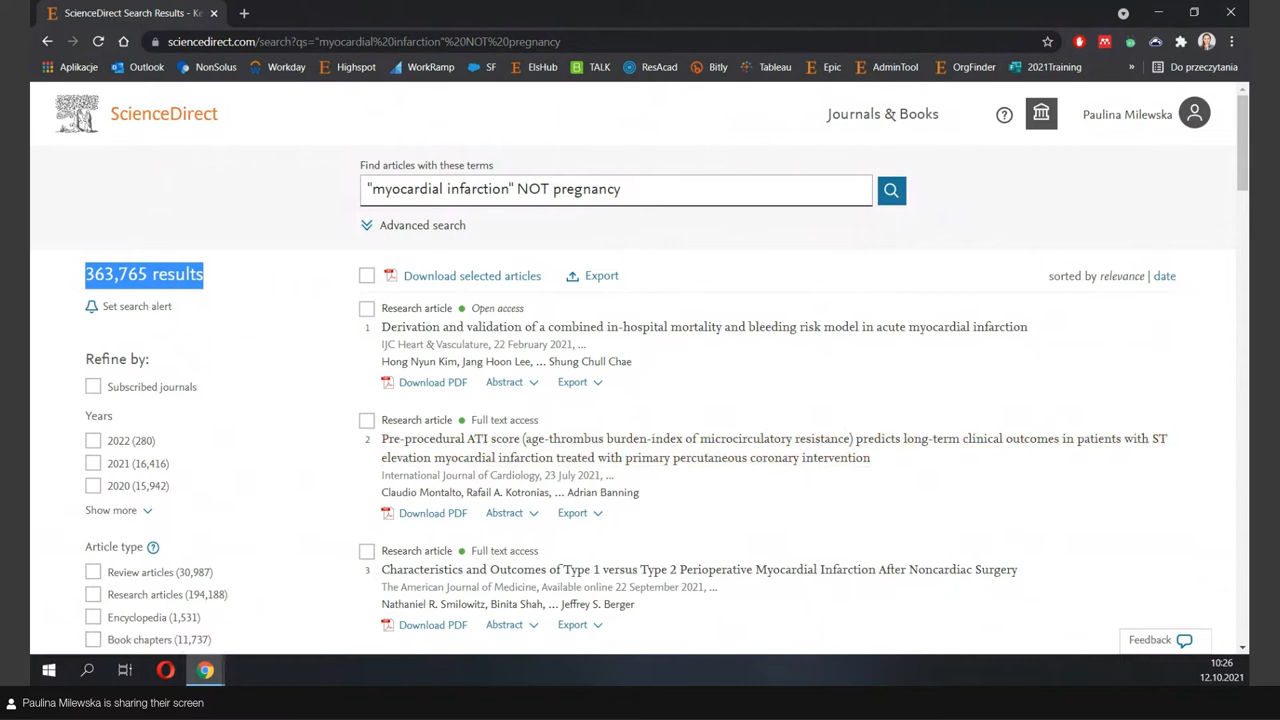 ScienceDirect Search Results - Ke
sciencedirect.com/search?qs="myocardial%20infarction"%20NOT%20pregnancy
Aplikacje Outlook NonSolus Workday Highspot WorkRamp SF ElsHub TALK ResAcad Bitly Tableau Epic AdminTool OrgFinder 2021Training » Do przeczytania
ScienceDirect
Journals & Books
Paulina Milewska
Find articles with these terms
"myocardial infarction" NOT pregnancy
Advanced search
363,765 results
Set search alert
Refine by:
Subscribed journals
Years
2022 (280)
2021 (16,416)
2020 (15,942)
Show more
Article type
Review articles (30,987)
Research articles (194,188)
Encyclopedia (1,531)
Book chapters (11,737)
Download selected articles Export
sorted by relevance | date
Research article Open access
1 Derivation and validation of a combined in-hospital mortality and bleeding risk model in acute myocardial infarction
IJC Heart & Vasculature, 22 February 2021, ...
Hong Nyun Kim, Jang Hoon Lee, ... Shung Chull Chae
Download PDF Abstract Export
Research article Full text access
2 Pre-procedural ATI score (age-thrombus burden-index of microcirculatory resistance) predicts long-term clinical outcomes in patients with ST
elevation myocardial infarction treated with primary percutaneous coronary intervention
International Journal of Cardiology, 23 July 2021, ...
Claudio Montalto, Rafail A. Kotronias, ... Adrian Banning
Download PDF Abstract Export
Research article Full text access
3 Characteristics and Outcomes of Type 1 versus Type 2 Perioperative Myocardial Infarction After Noncardiac Surgery
The American Journal of Medicine, Available online 22 September 2021, ...
Nathaniel R. Smilowitz, Binita Shah, ... Jeffrey S. Berger
Download PDF Abstract Export
Feedback
10:26
12.10.2021
Paulina Milewska is sharing their screen